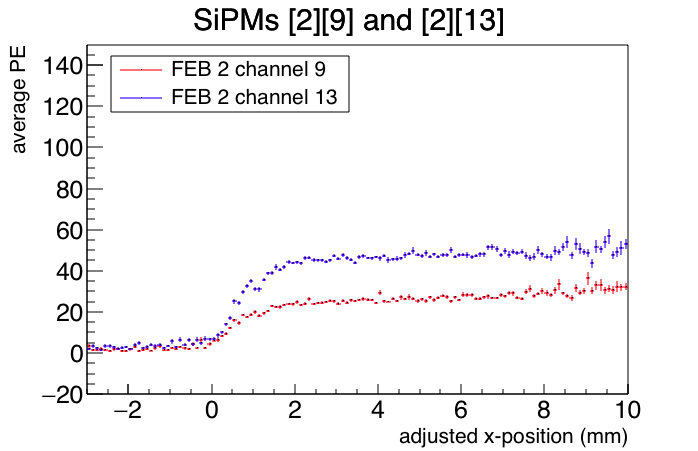 SiPMs [2][9] and [2][13]
average PE
140
120
100
80
60
40
20
0
−20
FEB 2 channel 9
FEB 2 channel 13
−2 0 2 4 6 8 10
adjusted x-position (mm)